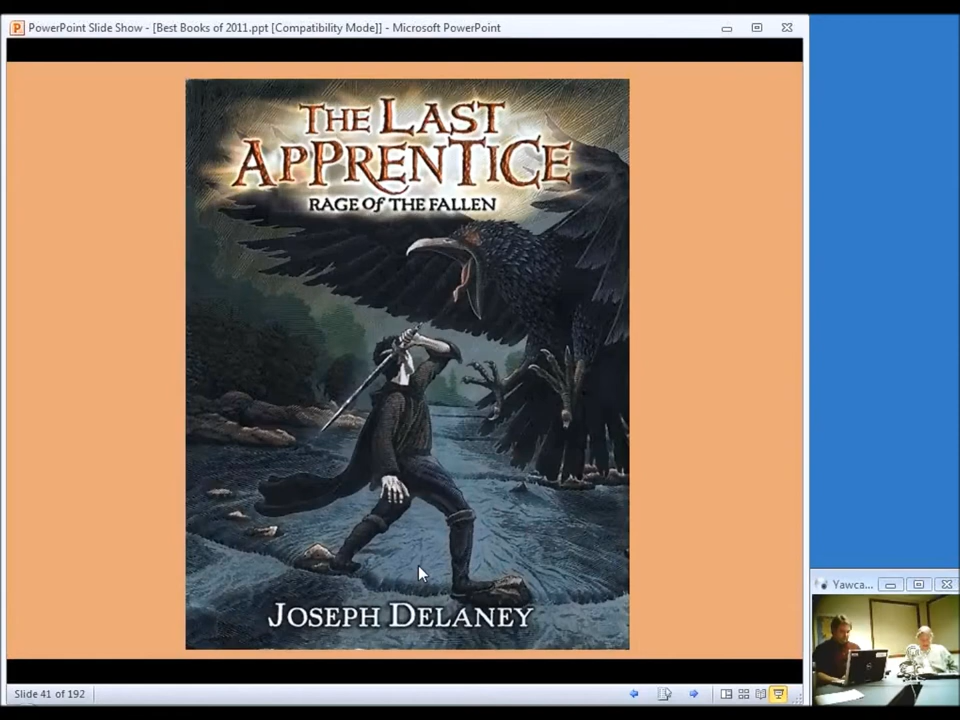 PowerPoint Slide Show - [Best Books of 2011.ppt [Compatibility Mode]] - Microsoft PowerPoint
THE LAST
APPRENTICE
RAGE OF THE FALLEN
JOSEPH DELANEY
Yawca...
Slide 41 of 192